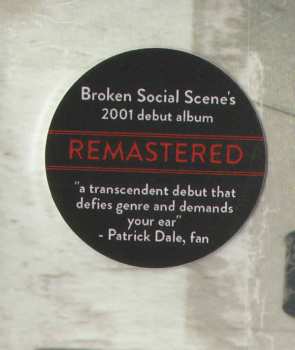 Broken Social Scene's
2001 debut album
REMASTERED
"a transcendent debut that
defies genre and demands
your ear"
- Patrick Dale, fan